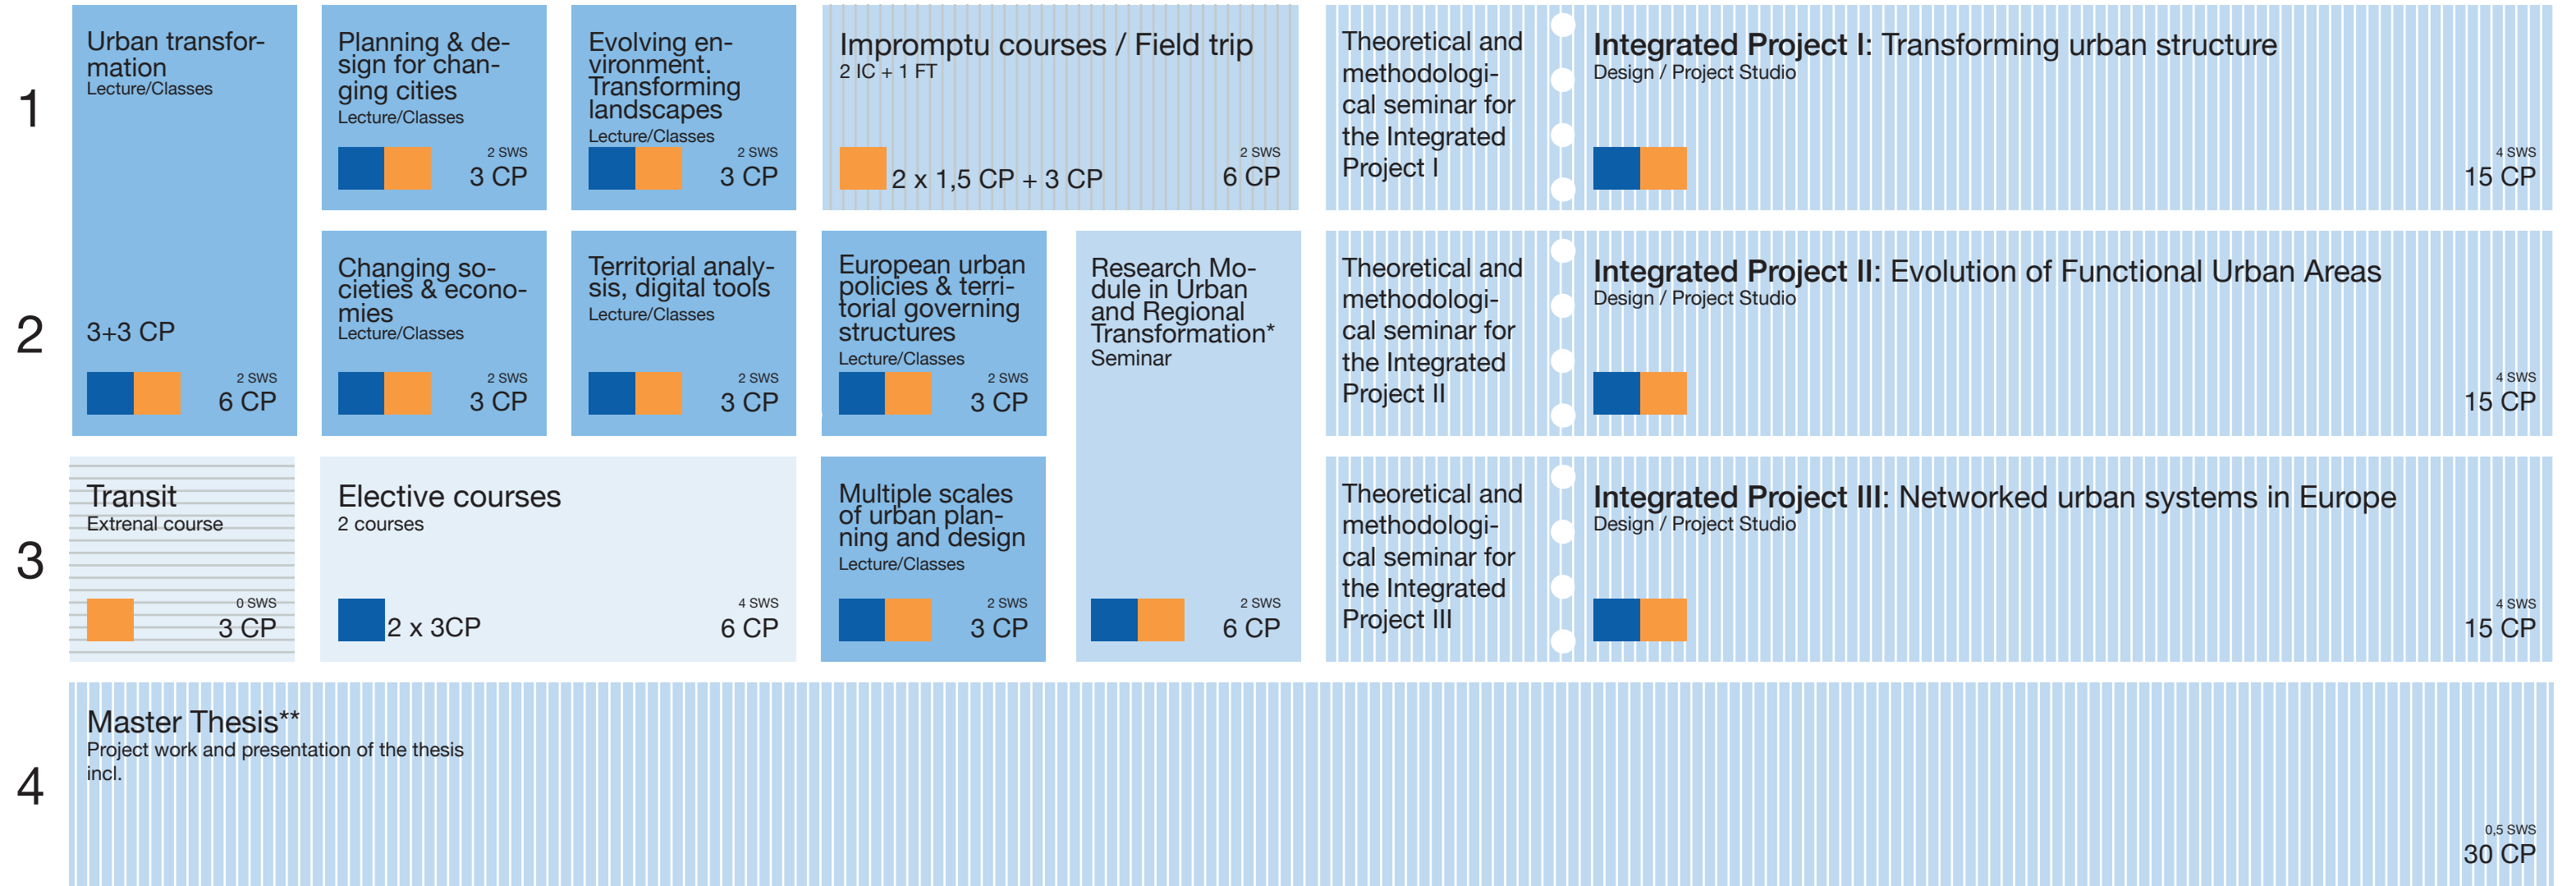 1
Urban transfor-
mation
Lecture/Classes
3+3 CP
2 SWS
6 CP
Planning & de-
sign for chan-
ging cities
Lecture/Classes
2 SWS
3 CP
Evolving en-
vironment.
Transforming
landscapes
Lecture/Classes
2 SWS
3 CP
Impromptu courses / Field trip
2 IC + 1 FT
2 x 1,5 CP + 3 CP
2 SWS
6 CP
Theoretical and
methodologi-
cal seminar for
the Integrated
Project I
Integrated Project I: Transforming urban structure
Design / Project Studio
4 SWS
15 CP
2
Changing so-
cieties & econo-
mies
Lecture/Classes
2 SWS
3 CP
Territorial analy-
sis, digital tools
Lecture/Classes
2 SWS
3 CP
European urban
policies & terri-
torial governing
structures
Lecture/Classes
2 SWS
3 CP
Research Mo-
dule in Urban
and Regional
Transformation*
Seminar
2 SWS
6 CP
Theoretical and
methodologi-
cal seminar for
the Integrated
Project II
Integrated Project II: Evolution of Functional Urban Areas
Design / Project Studio
4 SWS
15 CP
3
Transit
Extrenal course
0 SWS
3 CP
Elective courses
2 courses
2 x 3CP
4 SWS
6 CP
Multiple scales
of urban plan-
ning and design
Lecture/Classes
2 SWS
3 CP
Theoretical and
methodologi-
cal seminar for
the Integrated
Project III
Integrated Project III: Networked urban systems in Europe
Design / Project Studio
4 SWS
15 CP
4
Master Thesis**
Project work and presentation of the thesis
incl.
0,5 SWS
30 CP